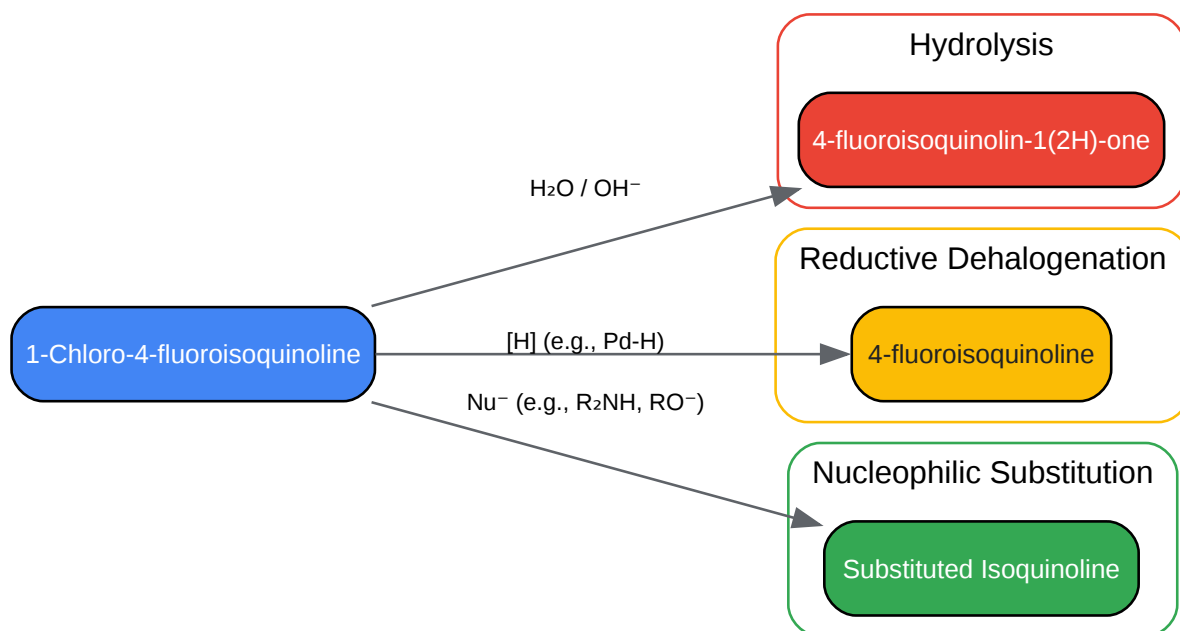 Hydrolysis
4-fluoroisoquinolin-1(2H)-one
H₂O / OH⁻
Reductive Dehalogenation
1-Chloro-4-fluoroisoquinoline
[H] (e.g., Pd-H)
4-fluoroisoquinoline
Nu⁻ (e.g., R₂NH, RO⁻)
Nucleophilic Substitution
Substituted Isoquinoline